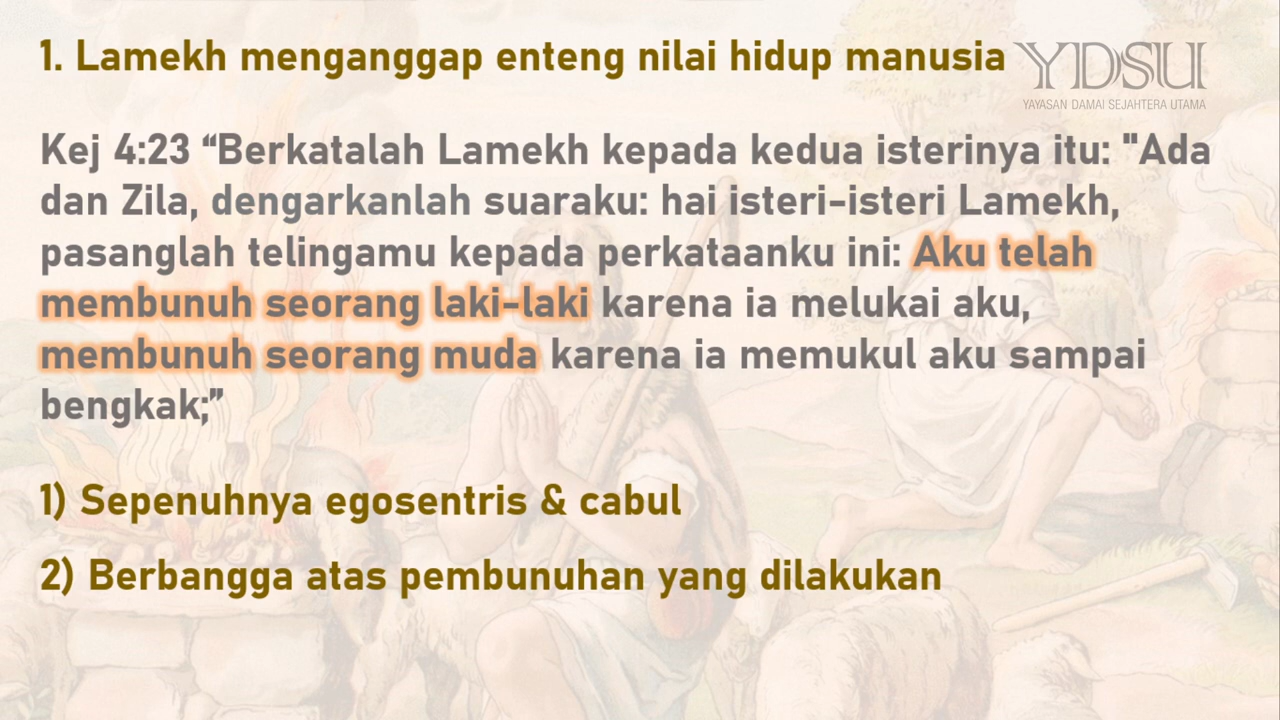 1. Lamekh menganggap enteng nilai hidup manusia
YDSU
YAYASAN DAMAI SEJAHTERA UTAMA
Kej 4:23 “Berkatalah Lamekh kepada kedua isterinya itu: "Ada
dan Zila, dengarkanlah suaraku: hai isteri-isteri Lamekh,
pasanglah telingamu kepada perkataanku ini: Aku telah
membunuh seorang laki-laki karena ia melukai aku,
membunuh seorang muda karena ia memukul aku sampai
bengkak;”
1) Sepenuhnya egosentris & cabul
2) Berbangga atas pembunuhan yang dilakukan